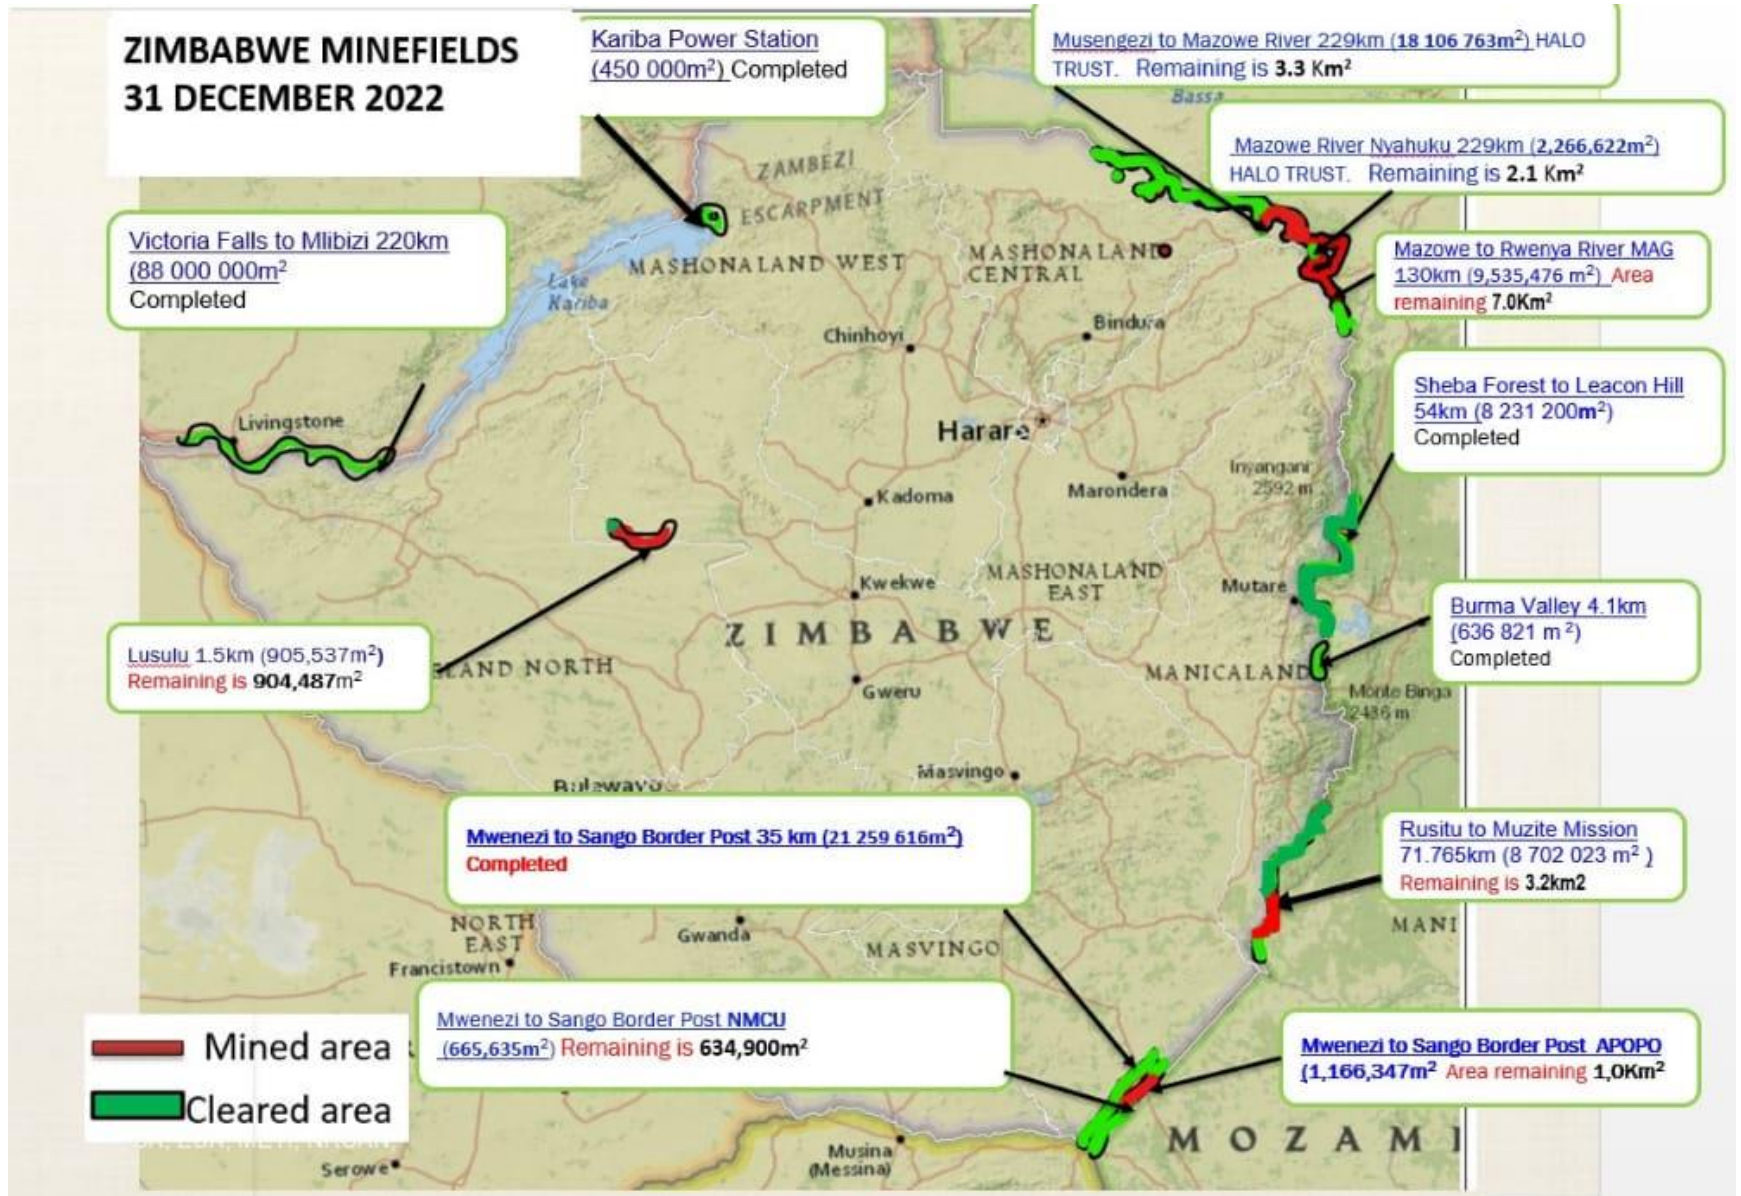 ZIMBABWE MINEFIELDS
31 DECEMBER 2022
Kariba Power Station
(450 000m²) Completed
Musengezi to Mazowe River 229km (18 106 763m²) HALO
TRUST. Remaining is 3.3 Km²
Bassa
Mazowe River Nyahuku 229km (2,266,622m²)
HALO TRUST. Remaining is 2.1 Km²
Victoria Falls to Mlibizi 220km
(88 000 000m²
Completed
Mazowe to Rwenya River MAG
130km (9,535,476 m²) Area
remaining 7.0Km²
ZAMBEZI
ESCARPMENT
MASHONALAND WEST
MASHONALAND
CENTRAL
Lake
Kariba
Chinhoyi
Bindura
Sheba Forest to Leacon Hill
54km (8 231 200m²)
Completed
Livingstone
Harare
Inyangani
2592 m
Kadoma
Marondera
Kwekwe
MASHONALAND
EAST
Mutare
Burma Valley 4.1km
(636 821 m²)
Completed
ZIMBABWE
Lusulu 1.5km (905,537m²)
Remaining is 904,487m²
ELAND NORTH
Gweru
MANICALAND
Monte Binga
2436 m
Masvingo
Bulawayo
Mwenezi to Sango Border Post 35 km (21 259 616m²)
Completed
Rusitu to Muzite Mission
71.765km (8 702 023 m² )
Remaining is 3.2km2
NORTH
EAST
Francistown
Gwanda
MASVINGO
MANI
Mwenezi to Sango Border Post NMCU
(665,635m²) Remaining is 634,900m²
Mwenezi to Sango Border Post APOPO
(1,166,347m² Area remaining 1,0Km²
Mined area
Cleared area
MOZAMI
Musina
(Messina)
Serowe